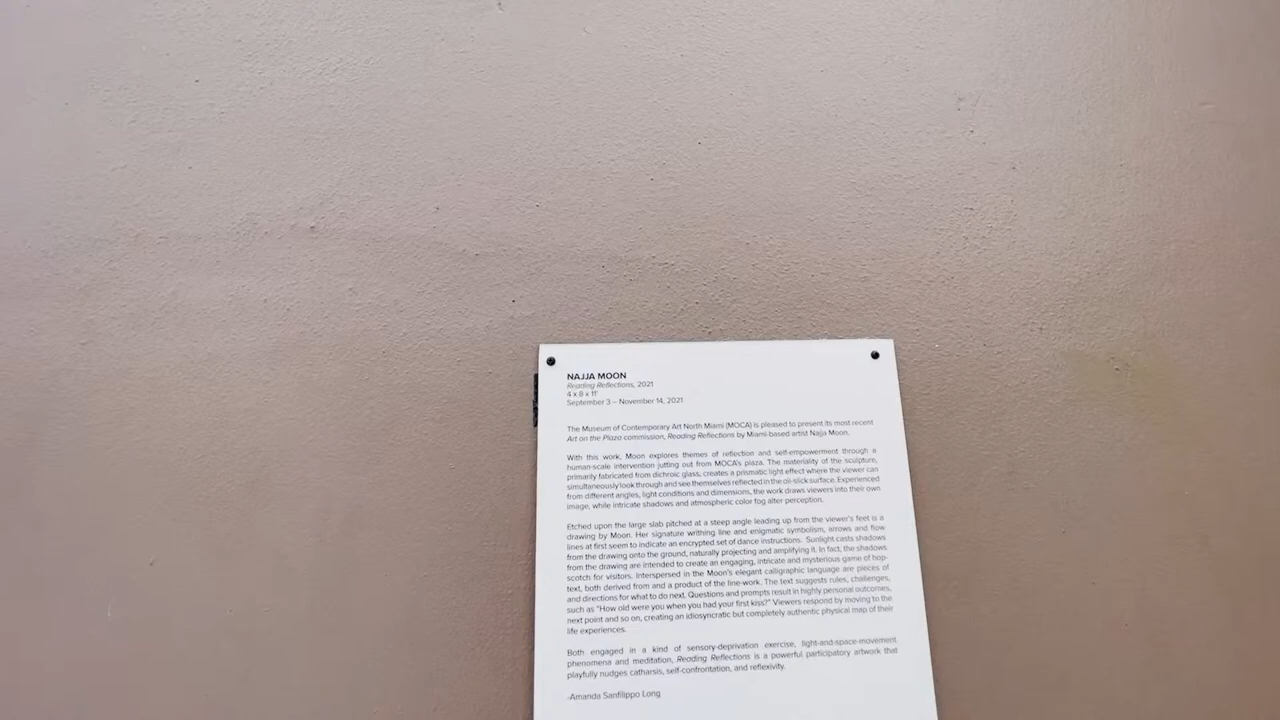 NAJJA MOON
Reading Reflections, 2021
4 x 8 x 11'
September 3 – November 14, 2021
The Museum of Contemporary Art North Miami (MOCA) is pleased to present its most recent
Art on the Plaza commission, Reading Reflections by Miami-based artist Najja Moon.
With this work, Moon explores themes of reflection and self-empowerment through a
human-scale intervention jutting out from MOCA's plaza. The materiality of the sculpture,
primarily fabricated from dichroic glass, creates a prismatic light effect where the viewer can
simultaneously look through and see themselves reflected in the oil-slick surface. Experienced
from different angles, light conditions and dimensions, the work draws viewers into their own
image, while intricate shadows and atmospheric color fog alter perception.
Etched upon the large slab pitched at a steep angle leading up from the viewer's feet is a
drawing by Moon. Her signature writhing line and enigmatic symbolism, arrows and flow
lines at first seem to indicate an encrypted set of dance instructions. Sunlight casts shadows
from the drawing onto the ground, naturally projecting and amplifying it. In fact, the shadows
from the drawing are intended to create an engaging, intricate and mysterious game of hop-
scotch for visitors. Interspersed in the Moon's elegant calligraphic language are pieces of
text, both derived from and a product of the line-work. The text suggests rules, challenges,
and directions for what to do next. Questions and prompts result in highly personal outcomes,
such as "How old were you when you had your first kiss?" Viewers respond by moving to the
next point and so on, creating an idiosyncratic but completely authentic physical map of their
life experiences.
Both engaged in a kind of sensory-deprivation exercise, light-and-space-movement
phenomena and meditation, Reading Reflections is a powerful participatory artwork that
playfully nudges catharsis, self-confrontation, and reflexivity.
-Amanda Sanfilippo Long